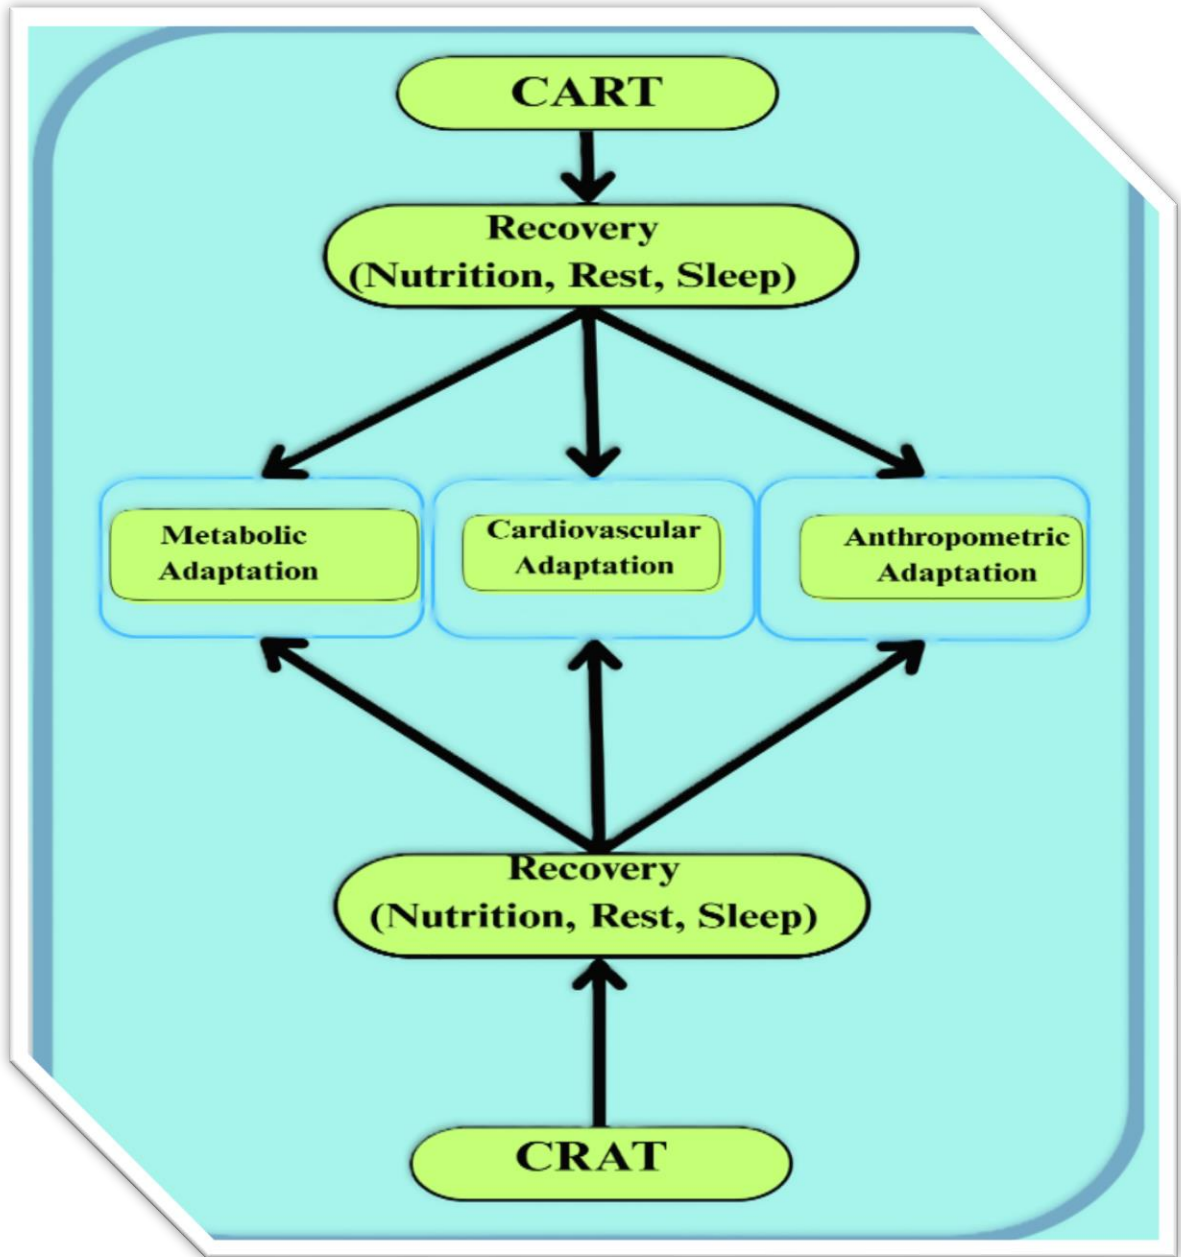 CART
Recovery
(Nutrition, Rest, Sleep)
Metabolic
Adaptation
Cardiovascular
Adaptation
Anthropometric
Adaptation
Recovery
(Nutrition, Rest, Sleep)
CRAT